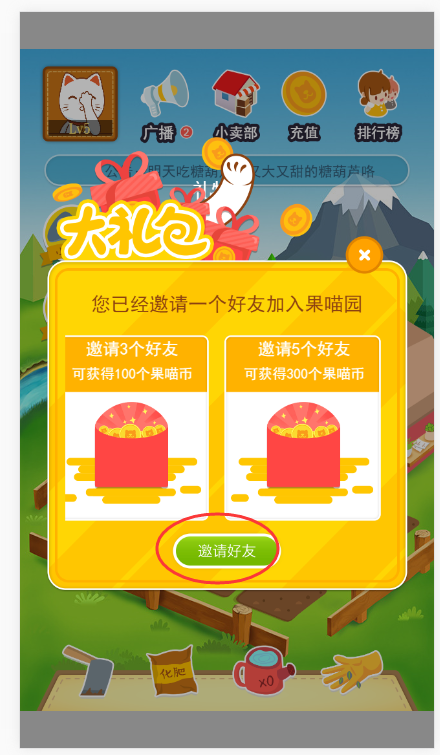 Lv5
广播 2
小卖部
充值
排行榜
明天吃糖葫
又大又甜的糖葫芦咯
大礼包
您已经邀请一个好友加入果喵园
邀请3个好友
可获得100个果喵币
邀请5个好友
可获得300个果喵币
邀请好友
化肥
x0